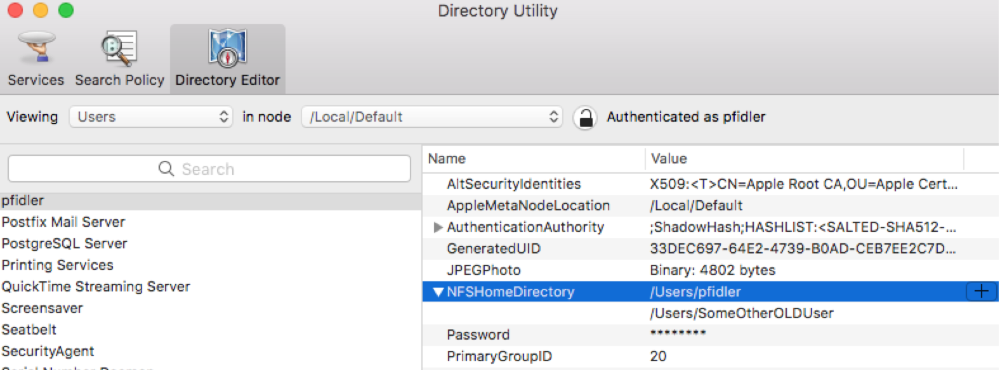 Directory Utility
Services Search Policy Directory Editor
Viewing Users in node /Local/Default Authenticated as pfidler
Search
pfidler
Postfix Mail Server
PostgreSQL Server
Printing Services
QuickTime Streaming Server
Screensaver
Seatbelt
SecurityAgent
Name Value
AltSecurityIdentities X509:<T>CN=Apple Root CA,OU=Apple Cert...
AppleMetaNodeLocation /Local/Default
AuthenticationAuthority ;ShadowHash;HASHLIST:<SALTED-SHA512-...
GeneratedUID 33DEC697-64E2-4739-B0AD-CEB7EE2C7D...
JPEGPhoto Binary: 4802 bytes
NFSHomeDirectory /Users/pfidler
/Users/SomeOtherOLDUser
Password ********
PrimaryGroupID 20